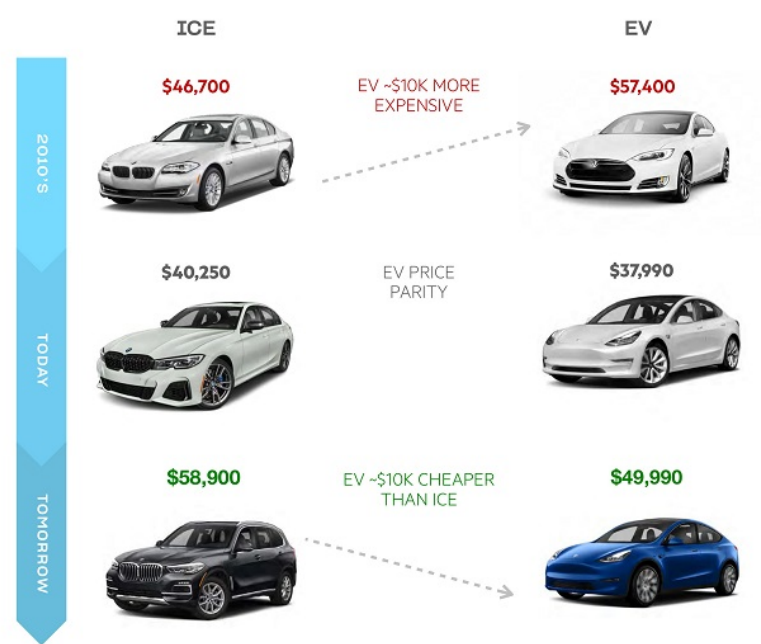 ICE
EV
2010'S
$46,700
EV ~$10K MORE
EXPENSIVE
$57,400
TODAY
$40,250
EV PRICE
PARITY
$37,990
TOMORROW
$58,900
EV ~$10K CHEAPER
THAN ICE
$49,990